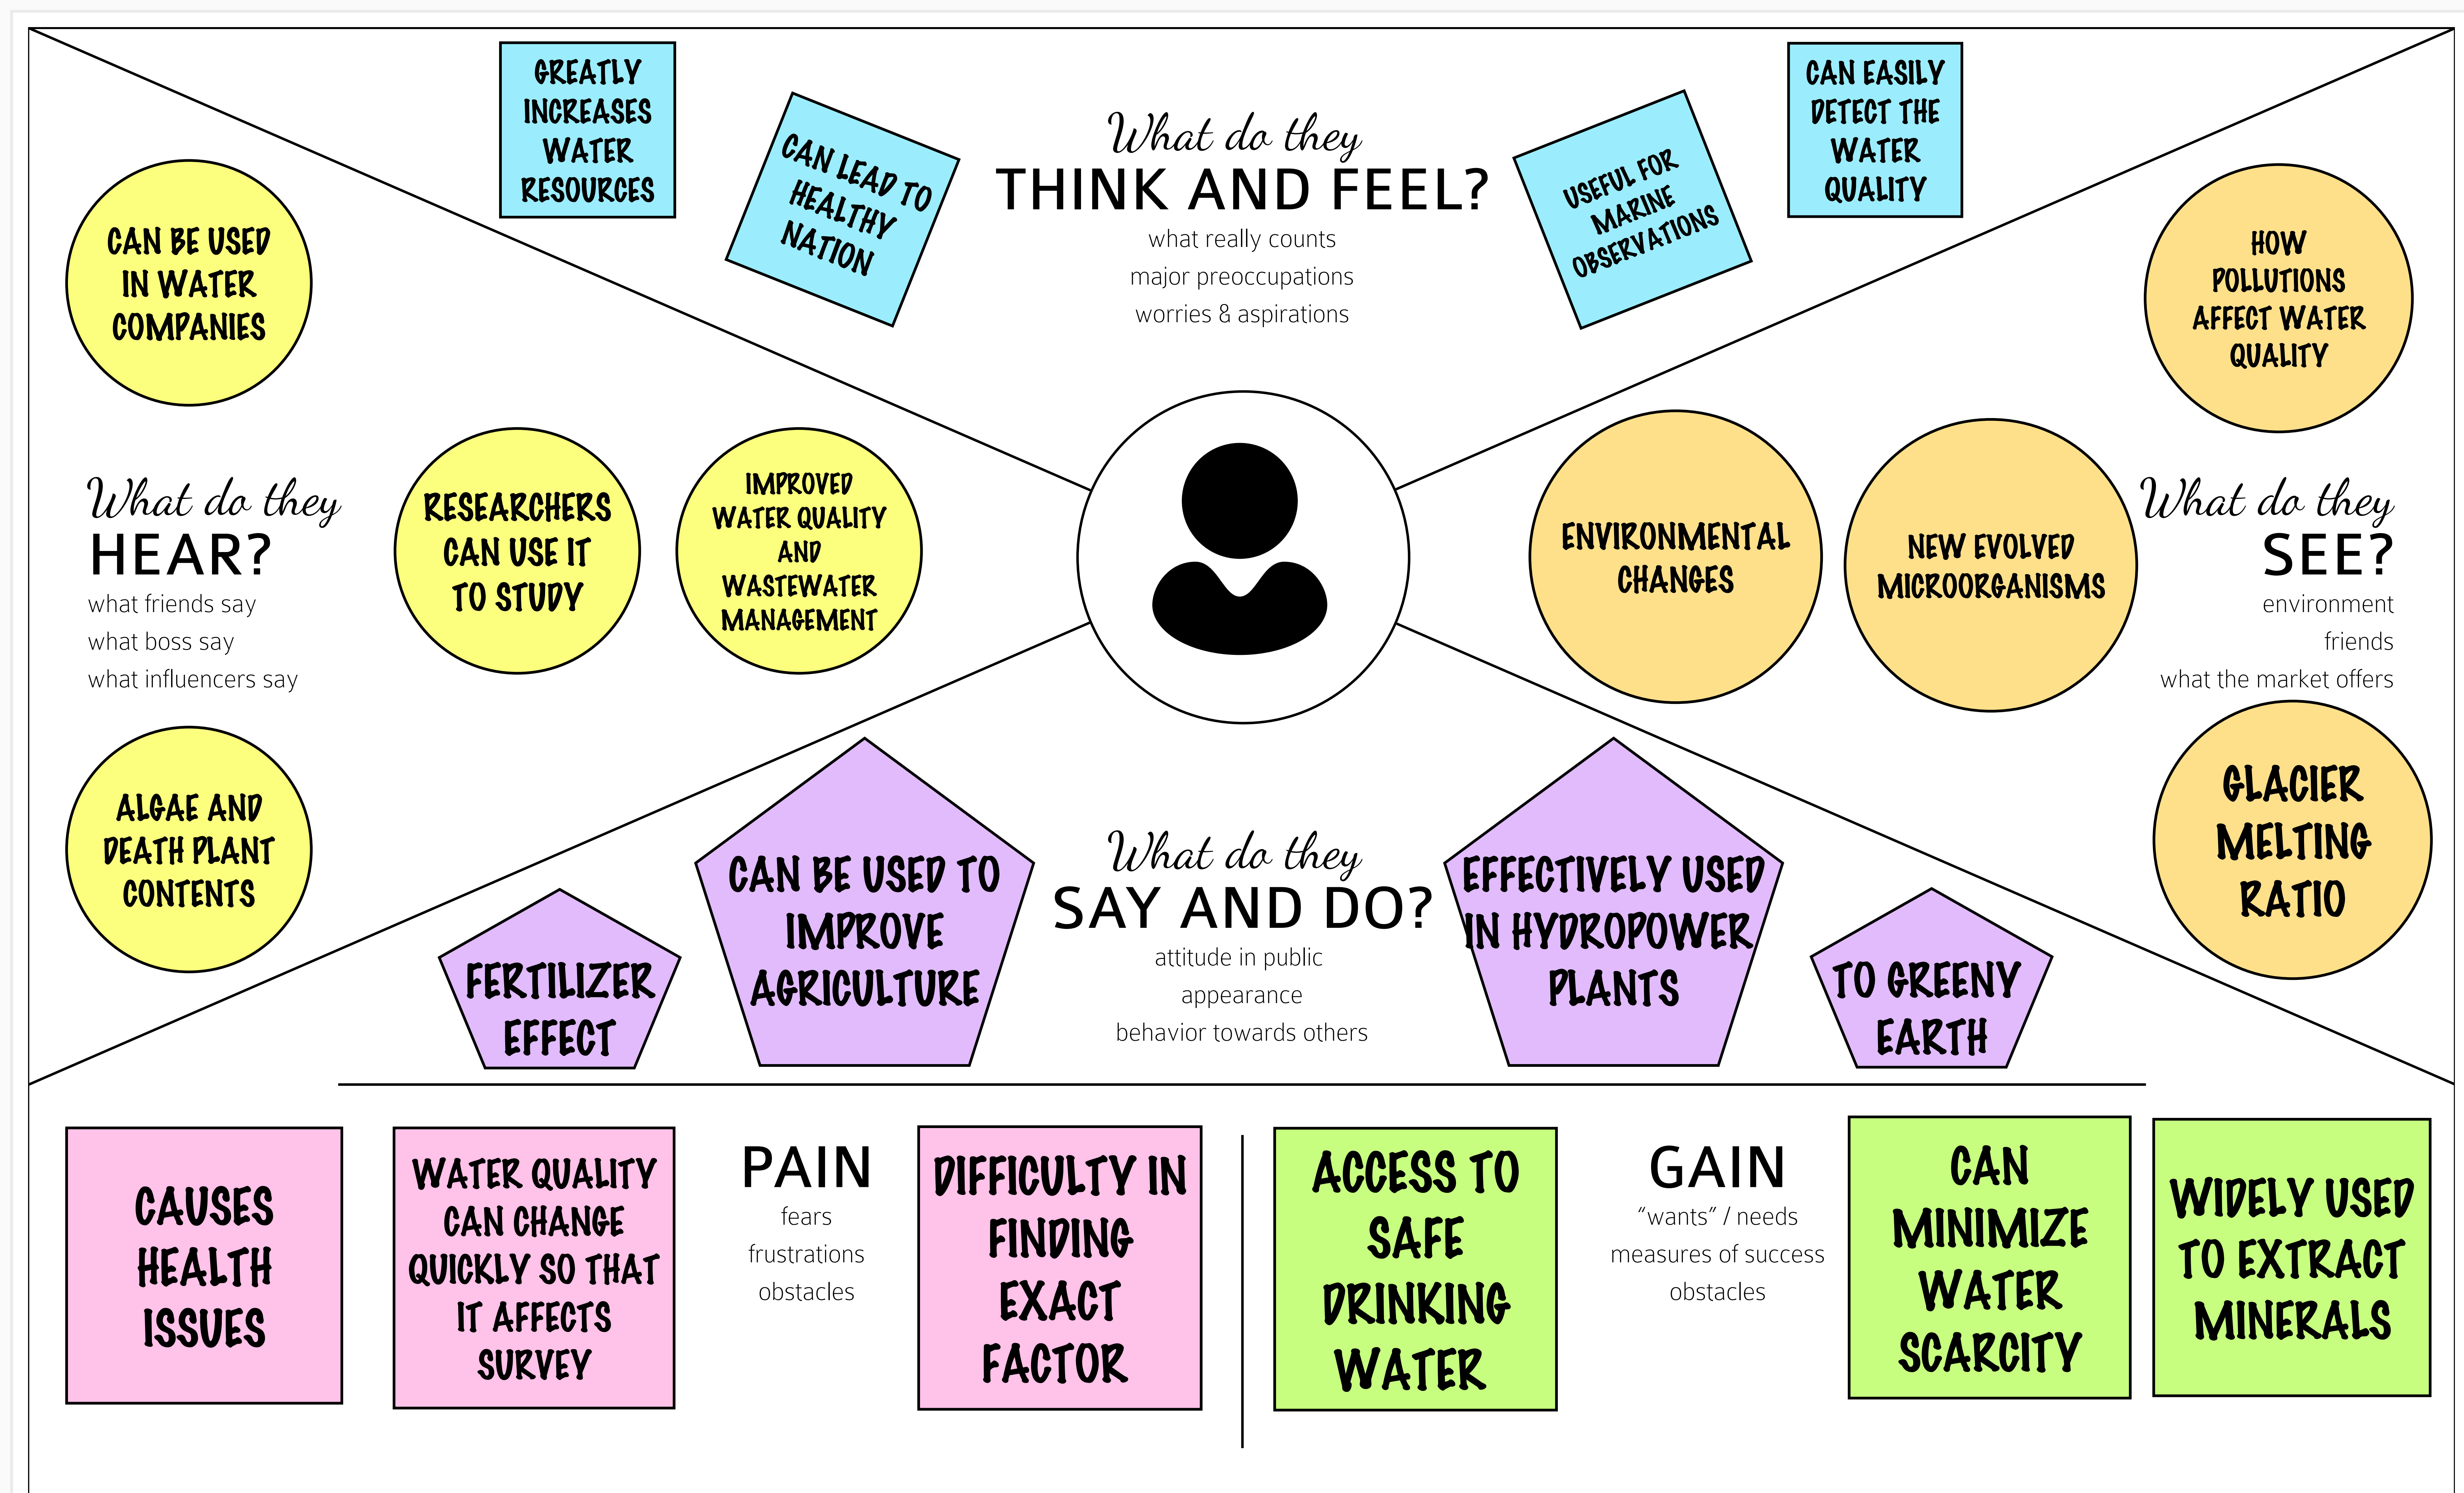 GREATLY
INCREASES
WATER
RESOURCES
CAN LEAD TO
HEALTHY
NATION
What do they
THINK AND FEEL?
what really counts
major preoccupations
worries & aspirations
USEFUL FOR
MARINE
OBSERVATIONS
CAN EASILY
DETECT THE
WATER
QUALITY
CAN BE USED
IN WATER
COMPANIES
What do they
HEAR?
what friends say
what boss say
what influencers say
RESEARCHERS
CAN USE IT
TO STUDY
IMPROVED
WATER QUALITY
AND
WASTEWATER
MANAGEMENT
ALGAE AND
DEATH PLANT
CONTENTS
HOW
POLLUTIONS
AFFECT WATER
QUALITY
ENVIRONMENTAL
CHANGES
NEW EVOLVED
MICROORGANISMS
What do they
SEE?
environment
friends
what the market offers
GLACIER
MELTING
RATIO
FERTILIZER
EFFECT
CAN BE USED TO
IMPROVE
AGRICULTURE
What do they
SAY AND DO?
attitude in public
appearance
behavior towards others
EFFECTIVELY USED
IN HYDROPOWER
PLANTS
TO GREENY
EARTH
CAUSES
HEALTH
ISSUES
WATER QUALITY
CAN CHANGE
QUICKLY SO THAT
IT AFFECTS
SURVEY
PAIN
fears
frustrations
obstacles
DIFFICULTY IN
FINDING
EXACT
FACTOR
ACCESS TO
SAFE
DRINKING
WATER
GAIN
“wants” / needs
measures of success
obstacles
CAN
MINIMIZE
WATER
SCARCITY
WIDELY USED
TO EXTRACT
MINERALS